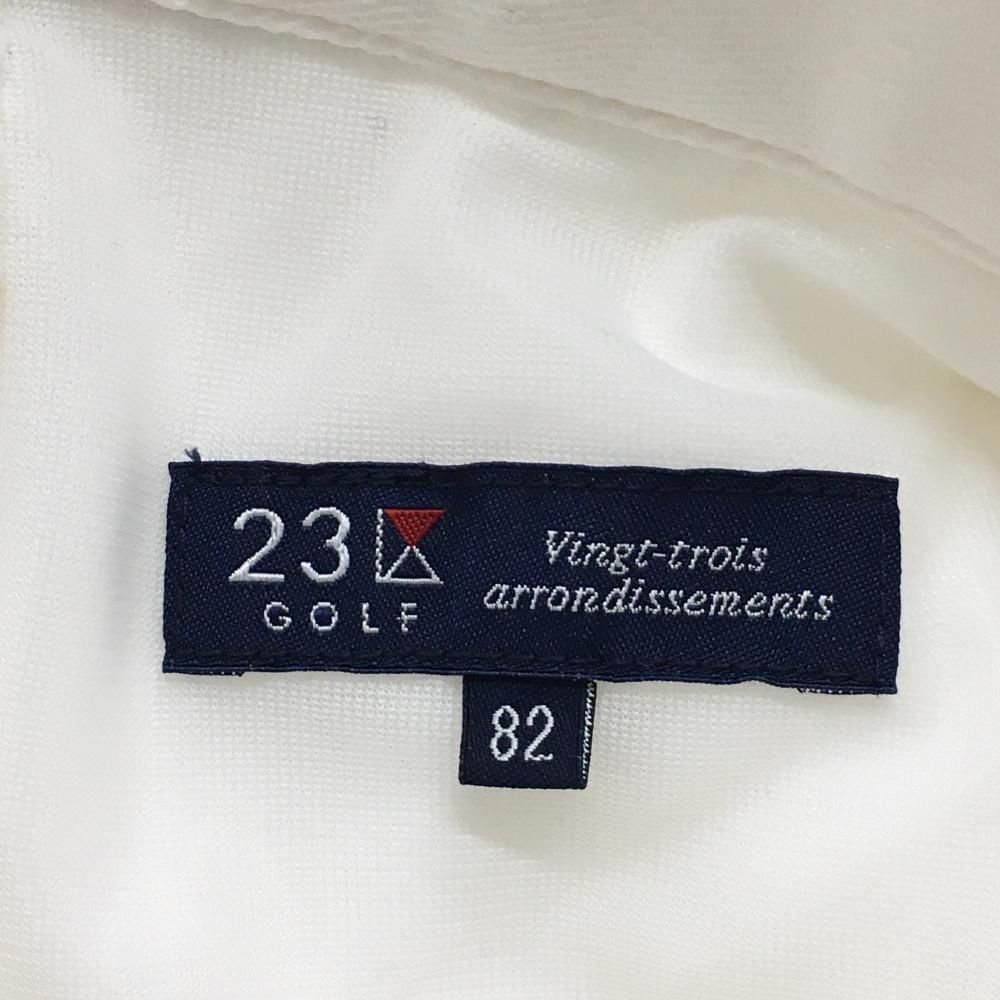 23
GOLF
Vingt-trois
arrondissements
82